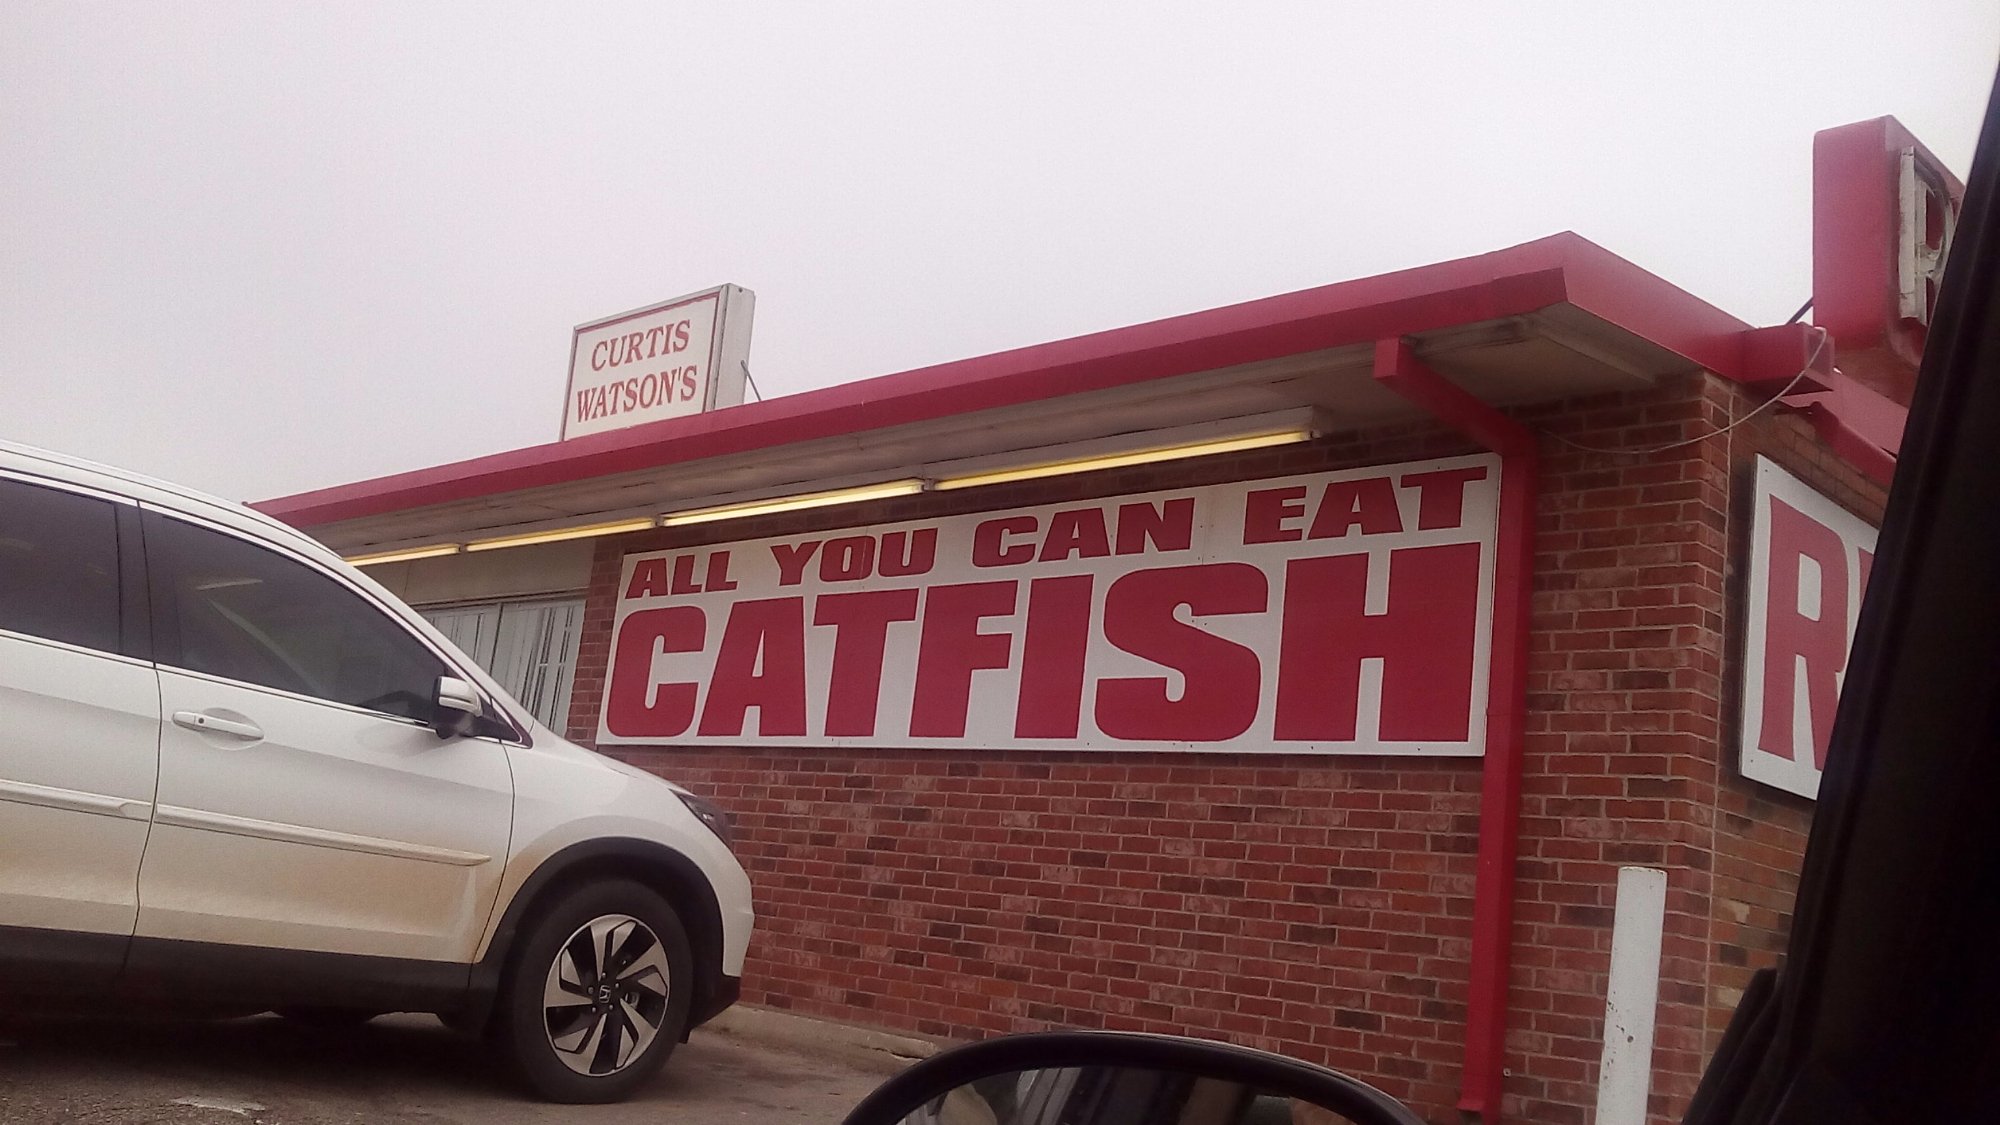 CURTIS
WATSON'S
ALL YOU CAN EAT
CATFISH